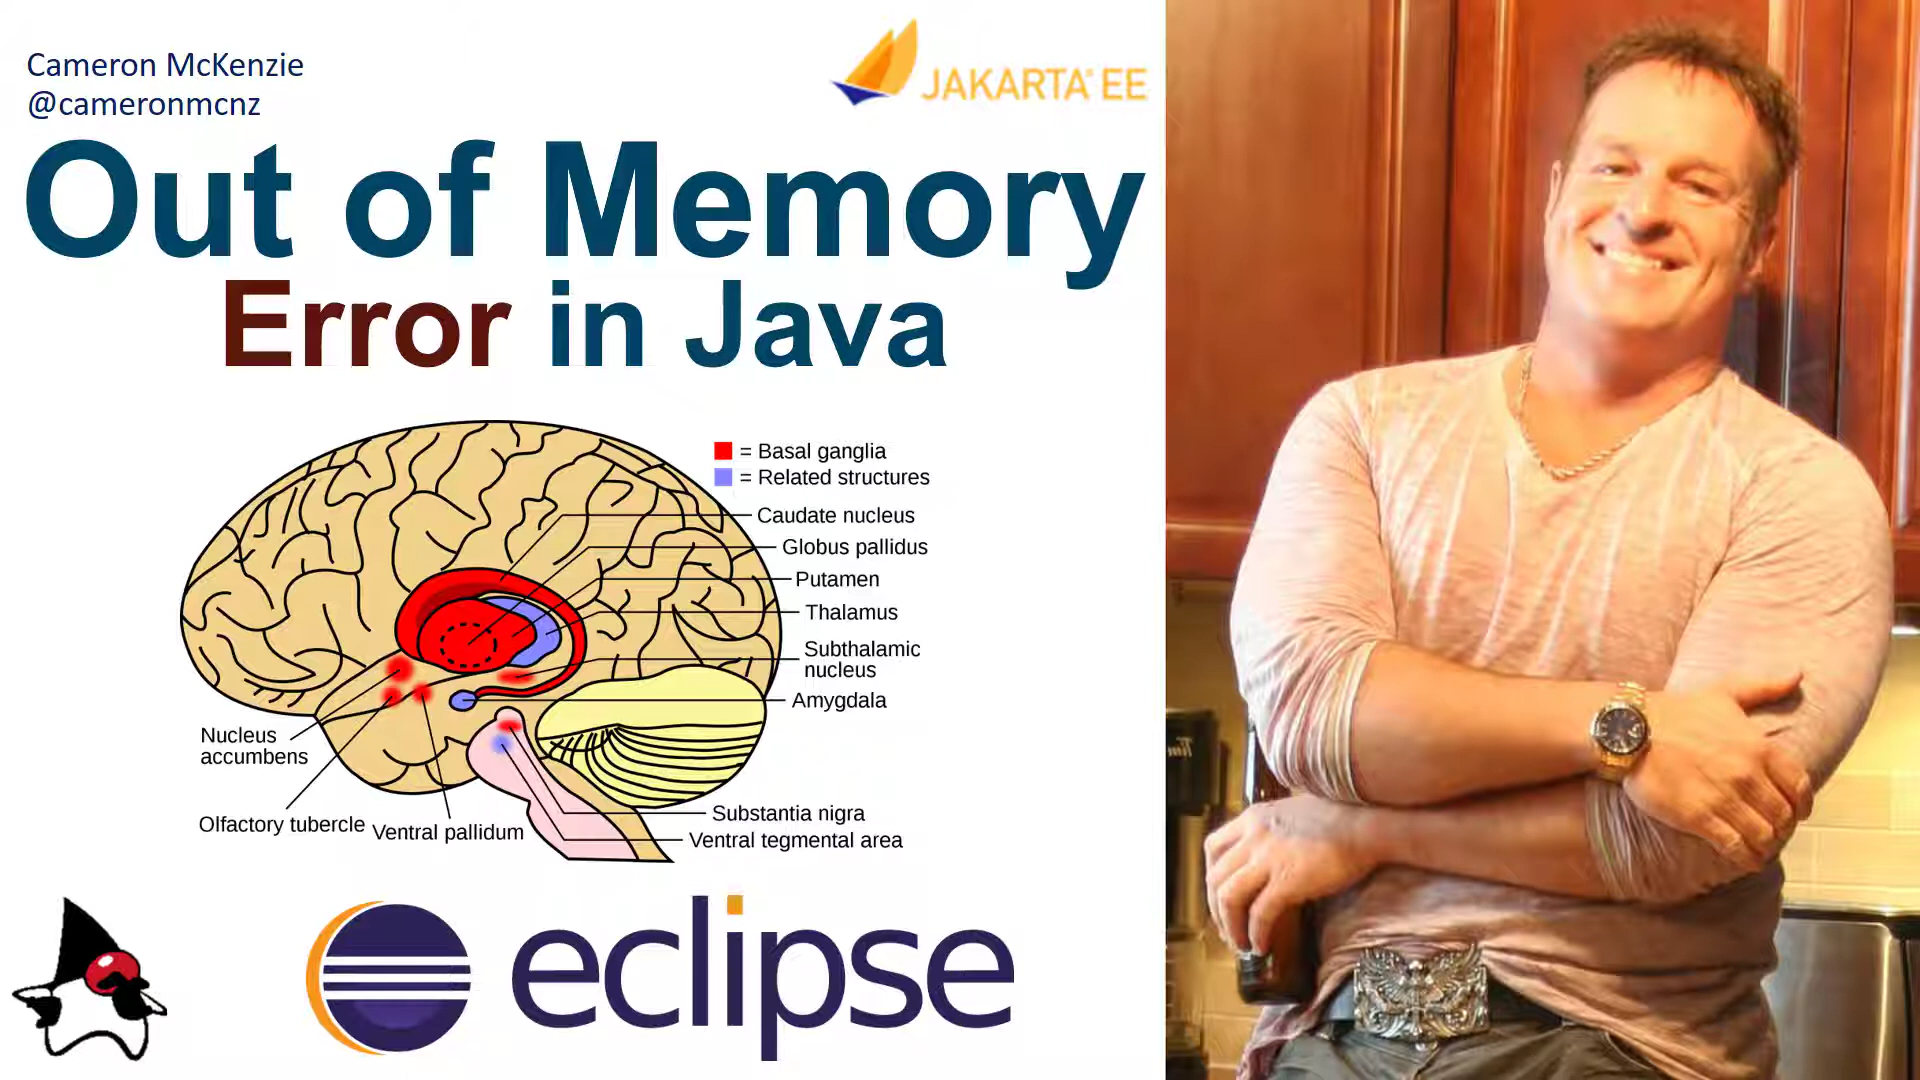 Cameron McKenzie
@cameronmcnz
JAKARTA® EE
Out of Memory
Error in Java
= Basal ganglia
= Related structures
Caudate nucleus
Globus pallidus
Putamen
Thalamus
Subthalamic
nucleus
Amygdala
Nucleus
accumbens
Olfactory tubercle
Ventral pallidum
Substantia nigra
Ventral tegmental area
eclipse